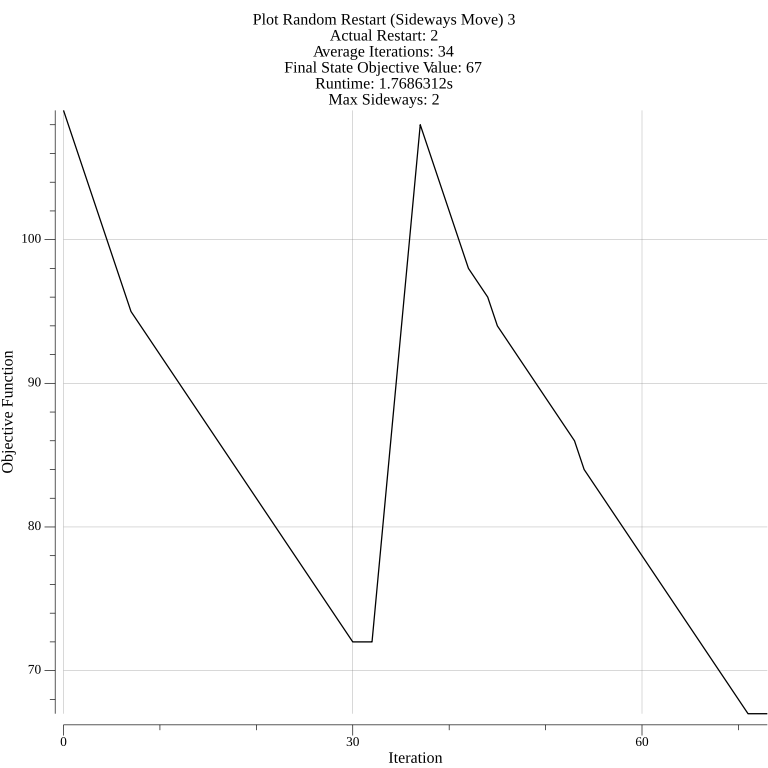 Plot Random Restart (Sideways Move) 3
Actual Restart: 2
Average Iterations: 34
Final State Objective Value: 67
Runtime: 1.7686312s
Max Sideways: 2
100
90
80
70
Objective Function
0 30 60
Iteration